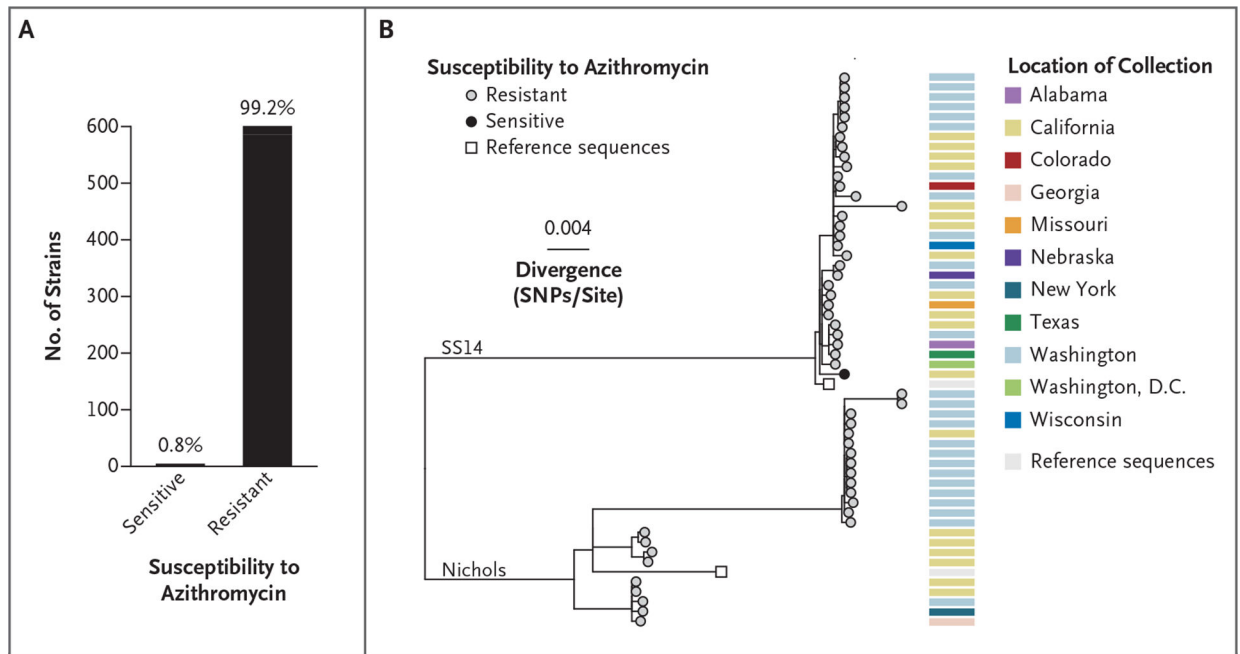 A
99.2%
600
500
400
300
200
100
0
0.8%
No. of Strains
Sensitive
Resistant
Susceptibility to
Azithromycin
B
Susceptibility to Azithromycin
Resistant
Sensitive
Reference sequences
0.004
Divergence
(SNPs/Site)
SS14
Nichols
Location of Collection
Alabama
California
Colorado
Georgia
Missouri
Nebraska
New York
Texas
Washington
Washington, D.C.
Wisconsin
Reference sequences